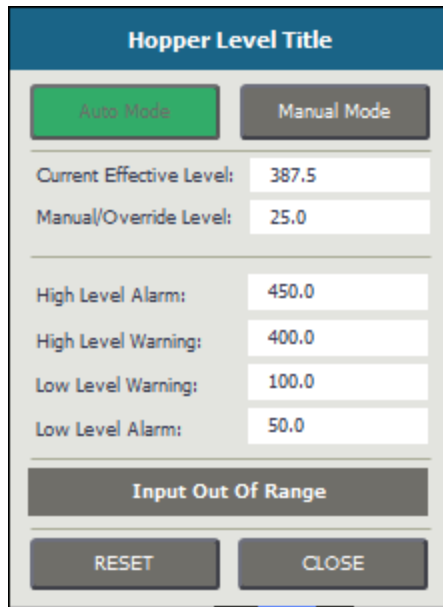 Hopper Level Title
Auto Mode Manual Mode
Current Effective Level: 387.5
Manual/Override Level: 25.0
High Level Alarm: 450.0
High Level Warning: 400.0
Low Level Warning: 100.0
Low Level Alarm: 50.0
Input Out Of Range
RESET CLOSE